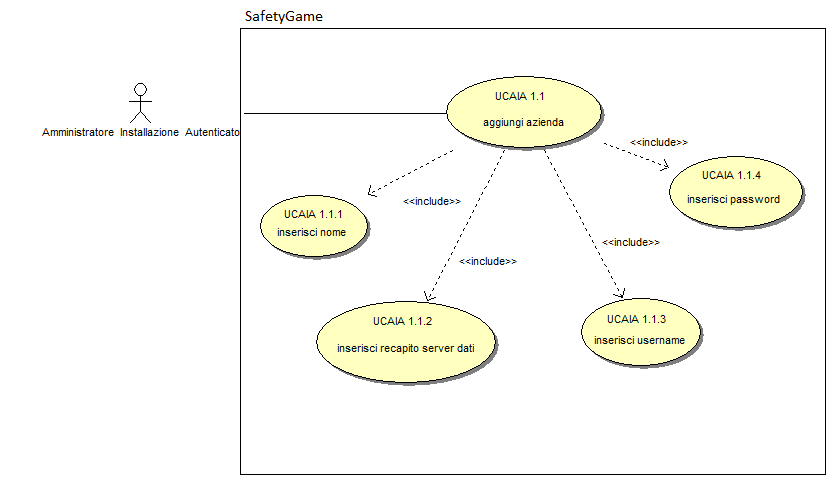 SafetyGame
UCAIA 1.1
aggiungi azienda
Amministratore Installazione Autenticato
<<include>>
UCAIA 1.1.4
inserisci password
<<include>>
UCAIA 1.1.1
inserisci nome
<<include>>
<<include>>
UCAIA 1.1.2
inserisci recapito server dati
UCAIA 1.1.3
inserisci username